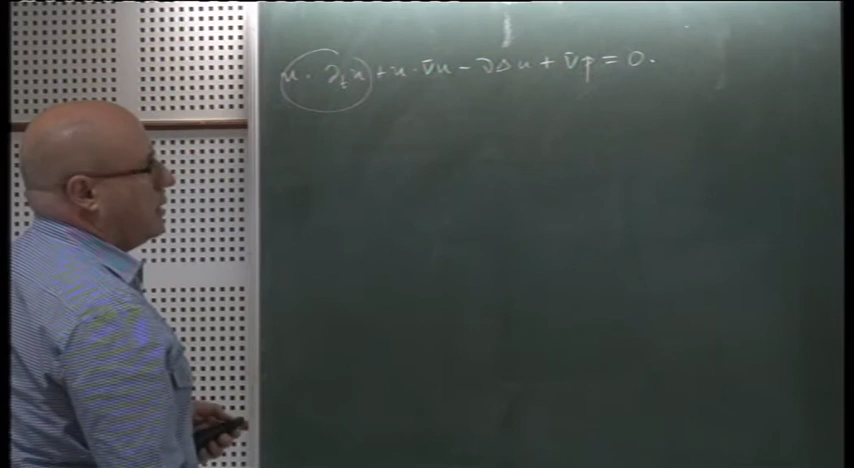 u · ∂ₜu + u · ∇u − ν∆u + ∇p = 0.